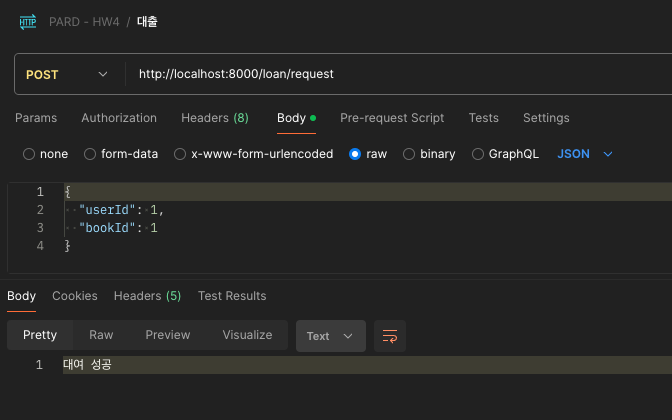 HTTP PARD - HW4 / 대출
POST http://localhost:8000/loan/request
Params Authorization Headers (8) Body Pre-request Script Tests Settings
none form-data x-www-form-urlencoded raw binary GraphQL JSON
1 {
2 "userId": 1,
3 "bookId": 1
4 }
Body Cookies Headers (5) Test Results
Pretty Raw Preview Visualize Text
1 대여 성공